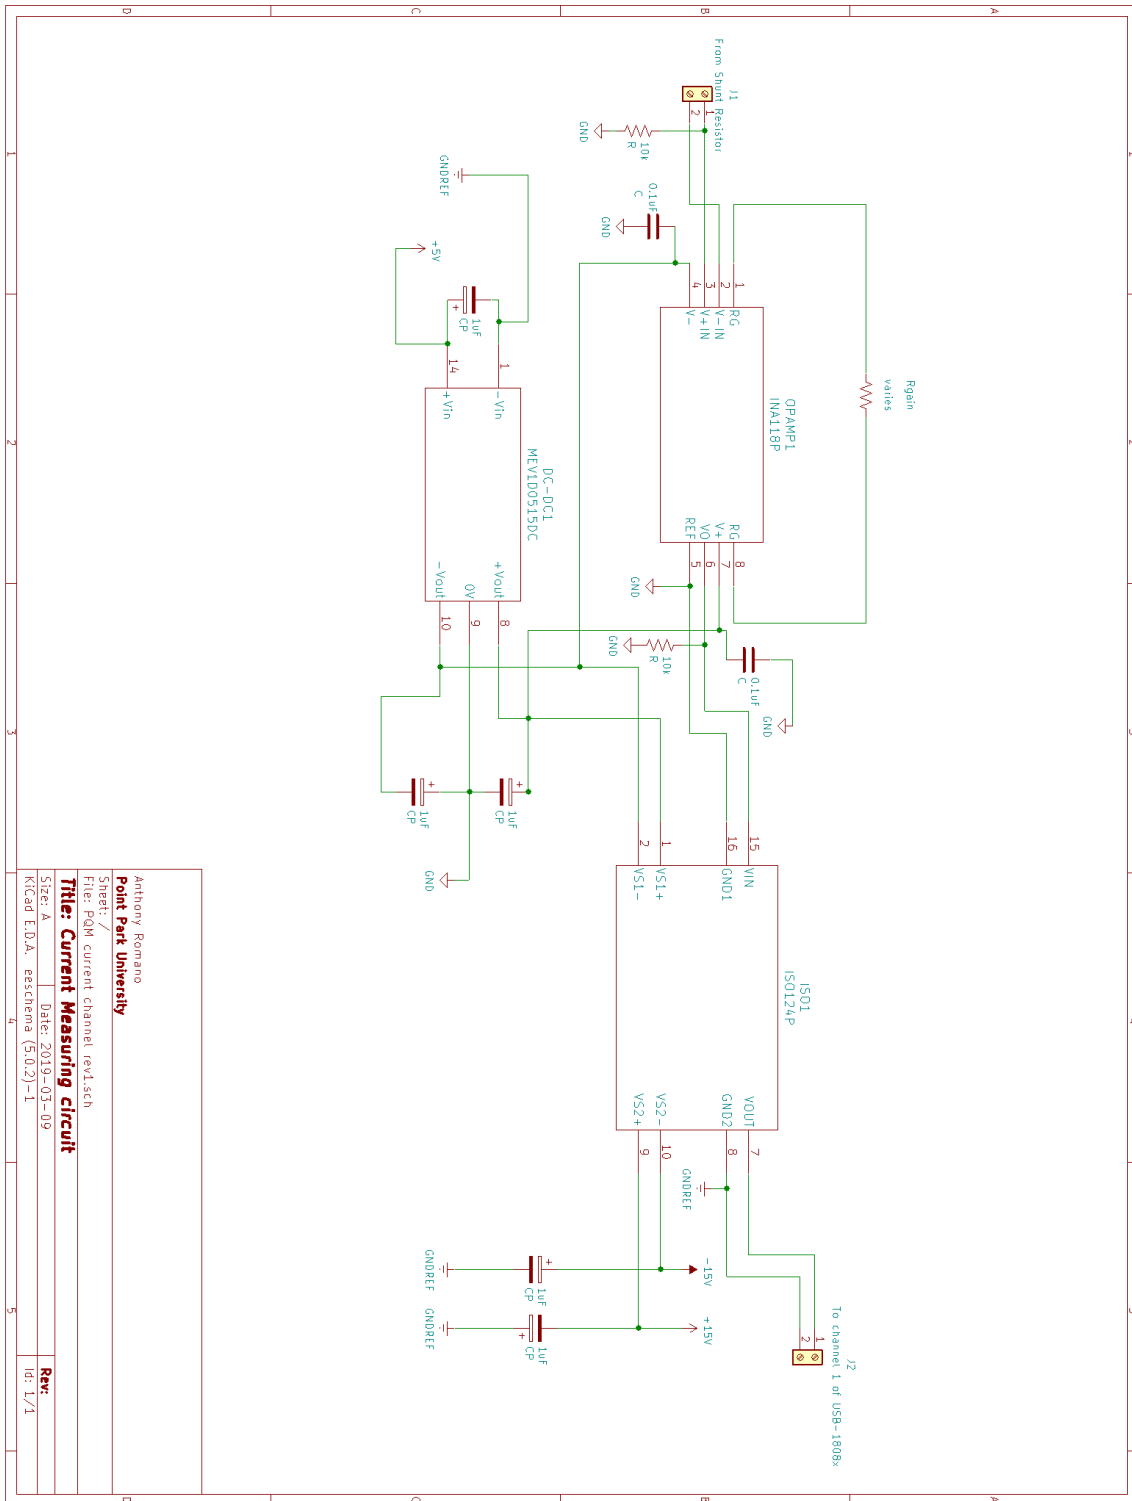 From Shunt Resistor
J1
1
2
GND
10k
R
GNDREF
0.1uF
C
GND
+5V
1uF
CP
+
Rgain
varies
OPAMP1
INA118P
1
2
3
4
RG
V-IN
V+IN
V-
RG
V+
VO
REF
8
7
6
5
GND
DC-DC1
MEV1D0515DC
1
14
-Vin
+Vin
+Vout
0V
-Vout
8
9
10
10k
R
GND
0.1uF
C
GND
+
1uF
CP
+
1uF
CP
GND
ISO1
ISO124P
15
16
1
2
VIN
GND1
VS1+
VS1-
VOUT
GND2
VS2-
VS2+
7
8
10
9
GNDREF
-15V
+
1uF
CP
GNDREF
+15V
+
1uF
CP
GNDREF
J2
To channel 1 of USB-1808x
1
2
Anthony Romano
Point Park University
Sheet: /
File: PQM current channel rev1.sch
Title: Current Measuring circuit
Size: A Date: 2019-03-09 Rev:
KiCad E.D.A. eeschema (5.0.2)-1 Id: 1/1
A
B
C
D
A
B
C
D
1
2
3
4
5